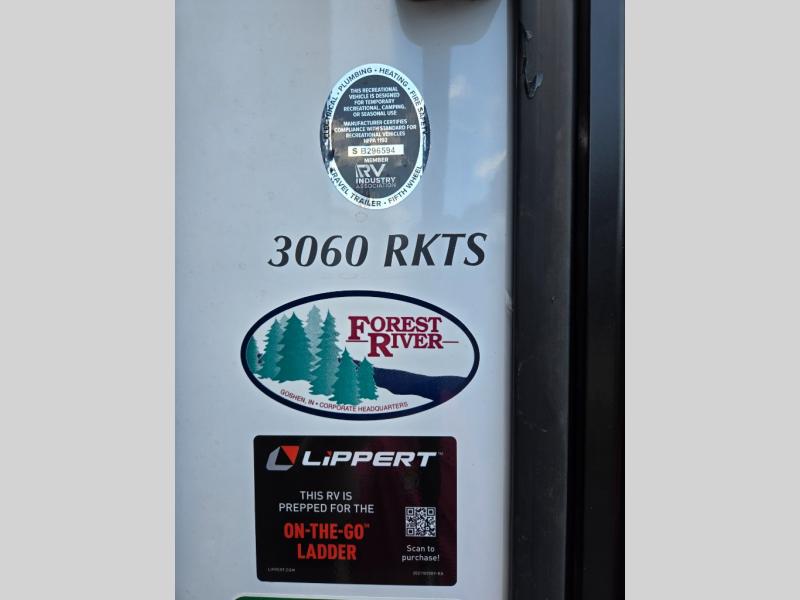 ELECTRICAL • PLUMBING • HEATING • FIRE SAFETY
THIS RECREATIONAL
VEHICLE IS DESIGNED
FOR TEMPORARY
RECREATIONAL, CAMPING,
OR SEASONAL USE
MANUFACTURER CERTIFIES
COMPLIANCE WITH STANDARD FOR
RECREATIONAL VEHICLES
NFPA 1192
S B296594
MEMBER
RV
INDUSTRY
ASSOCIATION
TRAVEL TRAILER • FIFTH WHEEL
3060 RKTS
FOREST
RIVER
GOSHEN, IN • CORPORATE HEADQUARTERS
LIPPERT™
THIS RV IS
PREPPED FOR THE
ON-THE-GO™
LADDER
Scan to
purchase!
LIPPERT.COM